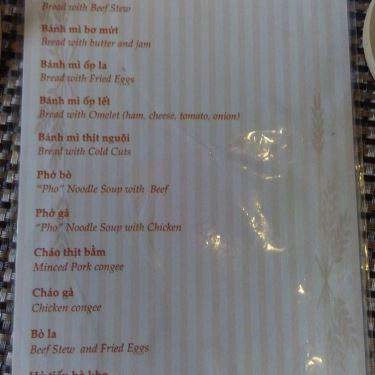 Bread with Beef Stew
Bánh mì bơ mứt
Bread with butter and jam
Bánh mì ốp la
Bread with Fried Eggs
Bánh mì ốp lết
Bread with Omelet (ham, cheese, tomato, onion)
Bánh mì thịt nguội
Bread with Cold Cuts
Phở bò
“Pho” Noodle Soup with Beef
Phở gà
“Pho” Noodle Soup with Chicken
Cháo thịt bằm
Minced Pork congee
Cháo gà
Chicken congee
Bò la
Beef Stew and Fried Eggs